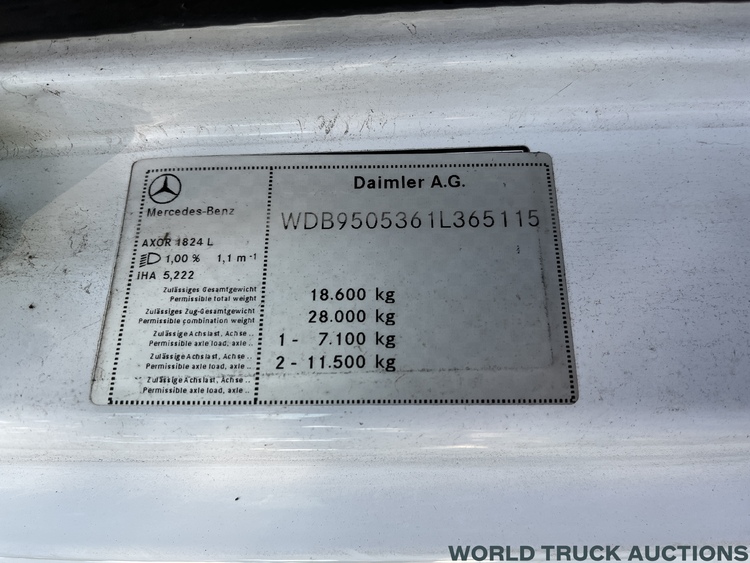 Daimler A.G.
Mercedes-Benz
WDB9505361L365115
AXOR 1824 L
1,00 % 1,1 m⁻¹
IHA 5,222
Zulässiges Gesamtgewicht
Permissible total weight
18.600 kg
Zulässiges Zug-Gesamtgewicht
Permissible combination weight
28.000 kg
Zulässige Achslast, Achse ..
Permissible axle load, axle ..
1 - 7.100 kg
Zulässige Achslast, Achse ..
Permissible axle load, axle ..
2 - 11.500 kg
Zulässige Achslast, Achse ..
Permissible axle load, axle ..
WORLD TRUCK AUCTIONS